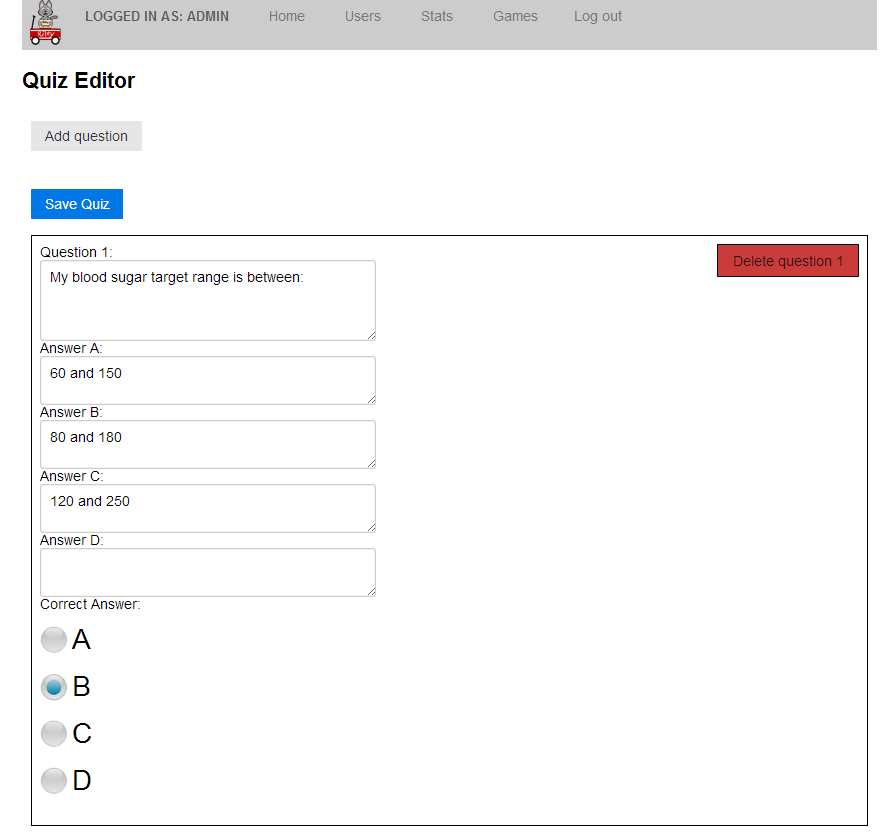 LOGGED IN AS: ADMIN Home Users Stats Games Log out
Riley
Quiz Editor
Add question
Save Quiz
Question 1:
Delete question 1
My blood sugar target range is between:
Answer A:
60 and 150
Answer B:
80 and 180
Answer C:
120 and 250
Answer D:
Correct Answer:
A
B
C
D